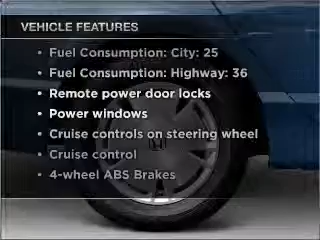 VEHICLE FEATURES
• Fuel Consumption: City: 25
• Fuel Consumption: Highway: 36
• Remote power door locks
• Power windows
• Cruise controls on steering wheel
• Cruise control
• 4-wheel ABS Brakes